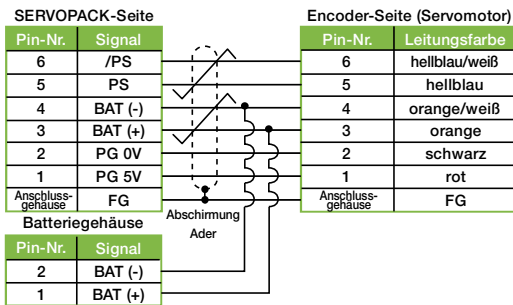 SERVOPACK-Seite
Encoder-Seite (Servomotor)
Pin-Nr. Signal
Pin-Nr. Leitungsfarbe
6 /PS
6 hellblau/weiß
5 PS
5 hellblau
4 BAT (-)
4 orange/weiß
3 BAT (+)
3 orange
2 PG 0V
2 schwarz
1 PG 5V
1 rot
Anschluss-
gehäuse FG
Anschluss-
gehäuse FG
Abschirmung
Ader
Batteriegehäuse
Pin-Nr. Signal
2 BAT (-)
1 BAT (+)